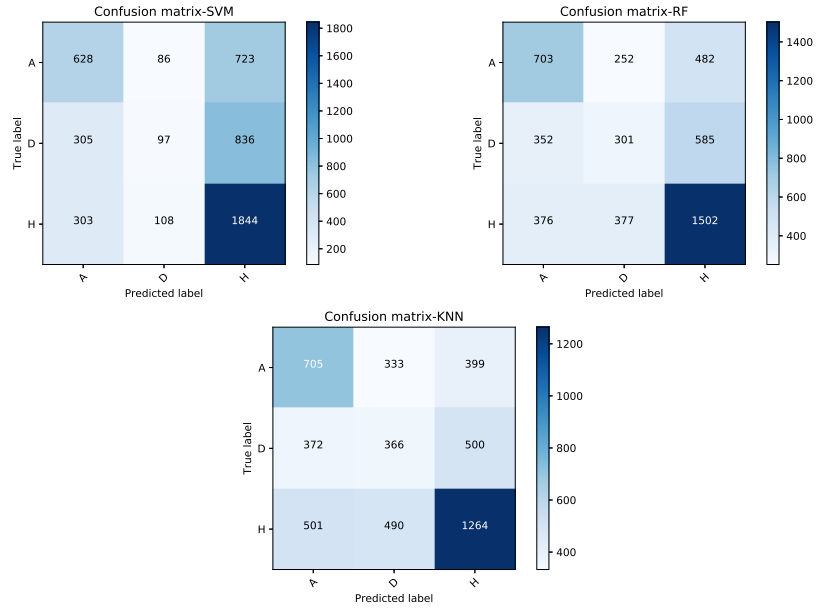 Confusion matrix-SVM
A
628
86
723
D
305
97
836
H
303
108
1844
A
D
H
True label
Predicted label
1800
1600
1400
1200
1000
800
600
400
200
Confusion matrix-RF
A
703
252
482
D
352
301
585
H
376
377
1502
A
D
H
True label
Predicted label
1400
1200
1000
800
600
400
Confusion matrix-KNN
A
705
333
399
D
372
366
500
H
501
490
1264
A
D
H
True label
Predicted label
1200
1000
800
600
400